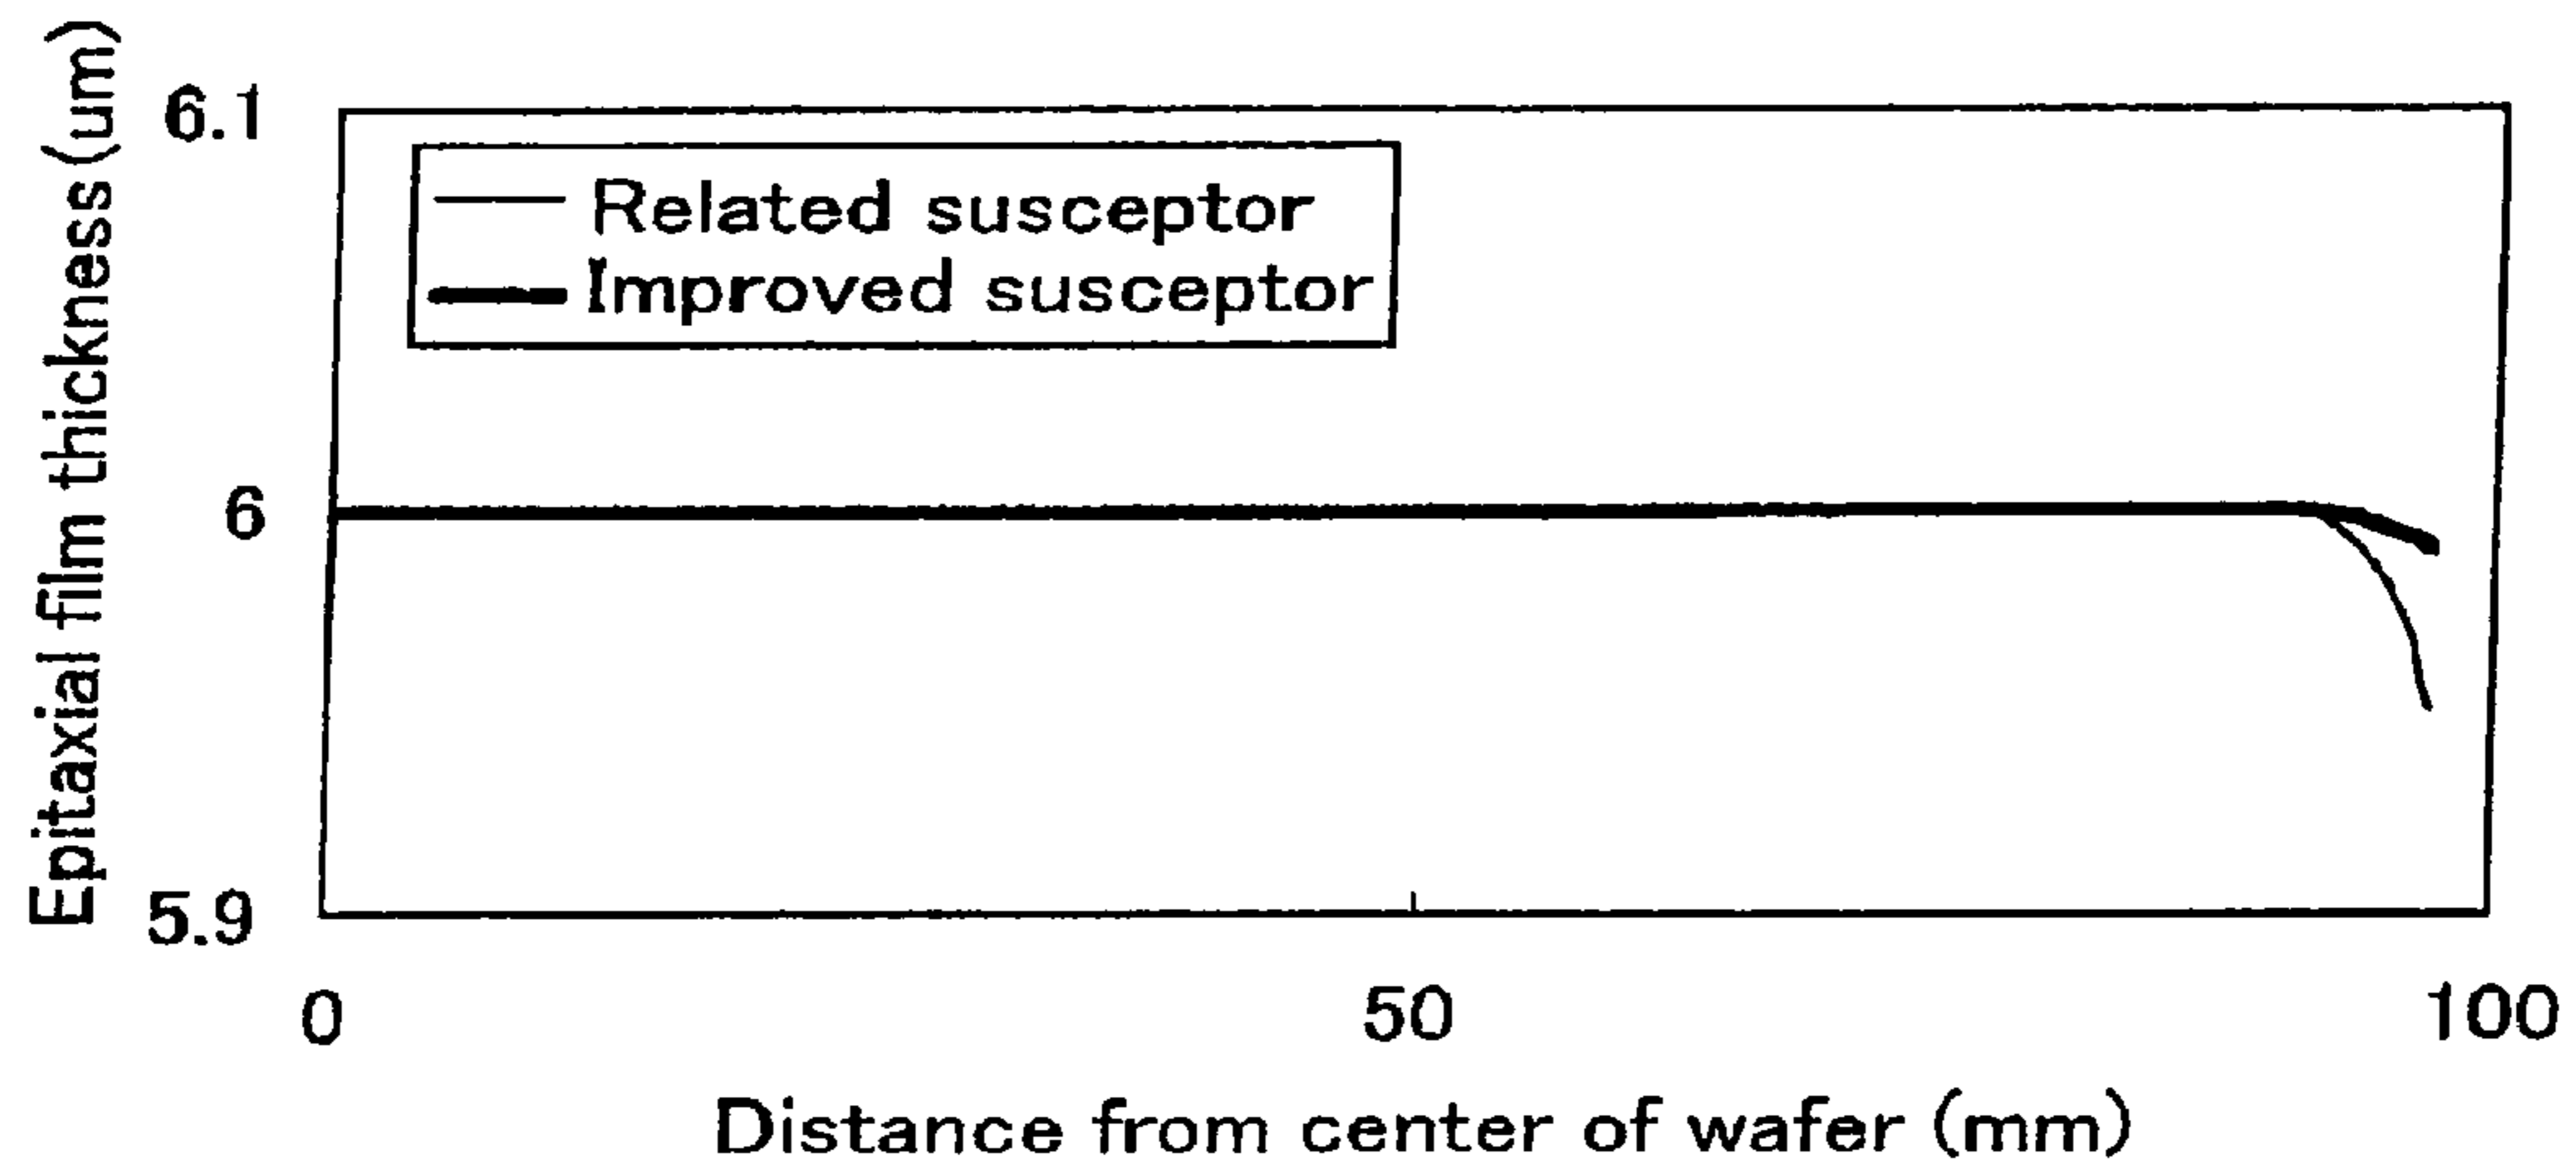 Epitaxial film thickness(um)
6.1
6
5.9
Related susceptor
Improved susceptor
0
50
100
Distance from center of wafer (mm)